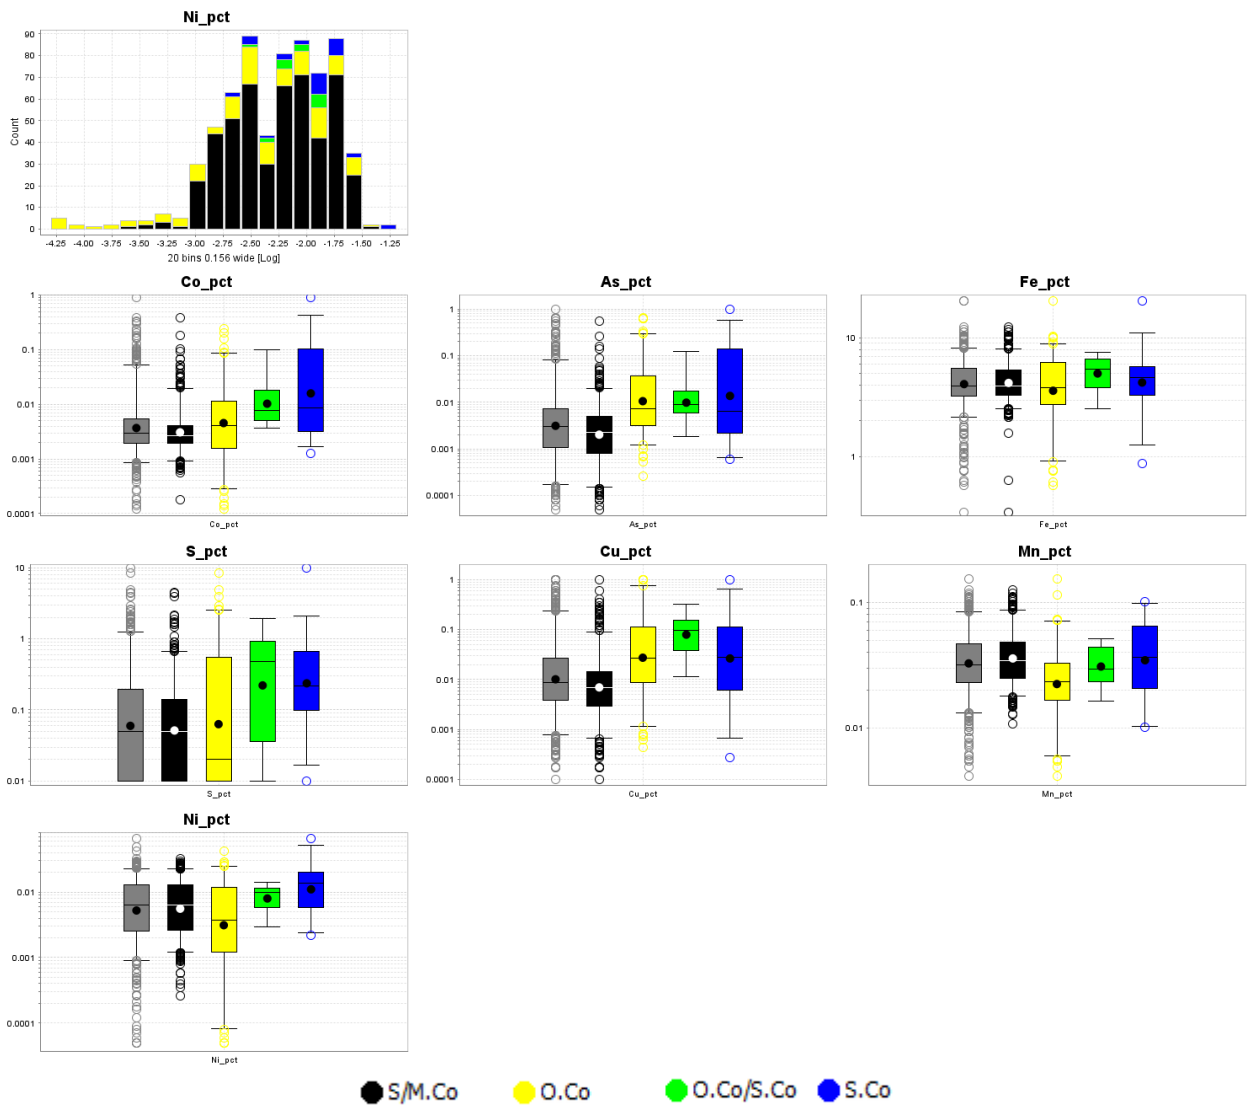 Ni_pct
90
80
70
60
50
40
30
20
10
0
Count
-4.25 -4.00 -3.75 -3.50 -3.25 -3.00 -2.75 -2.50 -2.25 -2.00 -1.75 -1.50 -1.25
20 bins 0.156 wide [Log]
Co_pct
1
0.1
0.01
0.001
0.0001
Co_pct
As_pct
1
0.1
0.01
0.001
0.0001
As_pct
Fe_pct
10
1
Fe_pct
S_pct
10
1
0.1
0.01
S_pct
Cu_pct
1
0.1
0.01
0.001
0.0001
Cu_pct
Mn_pct
0.1
0.01
Mn_pct
Ni_pct
0.01
0.001
0.0001
Ni_pct
S/M.Co O.Co O.Co/S.Co S.Co